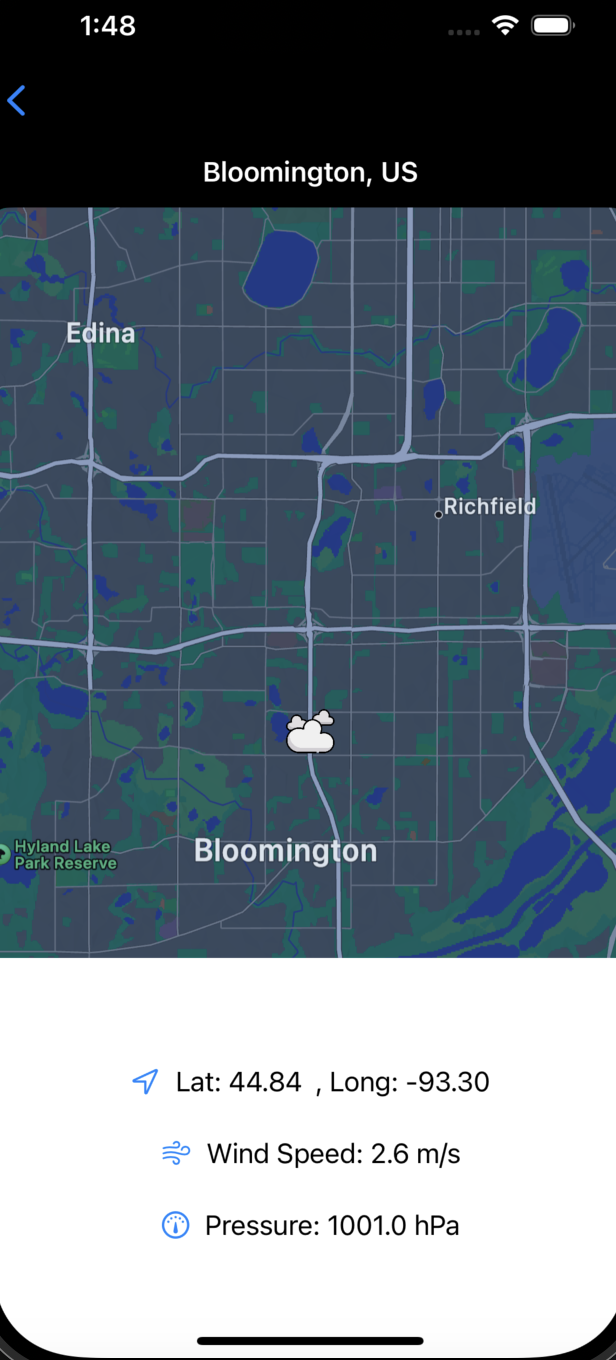 1:48
Bloomington, US
Edina
Richfield
Hyland Lake
Park Reserve
Bloomington
Lat: 44.84 , Long: -93.30
Wind Speed: 2.6 m/s
Pressure: 1001.0 hPa